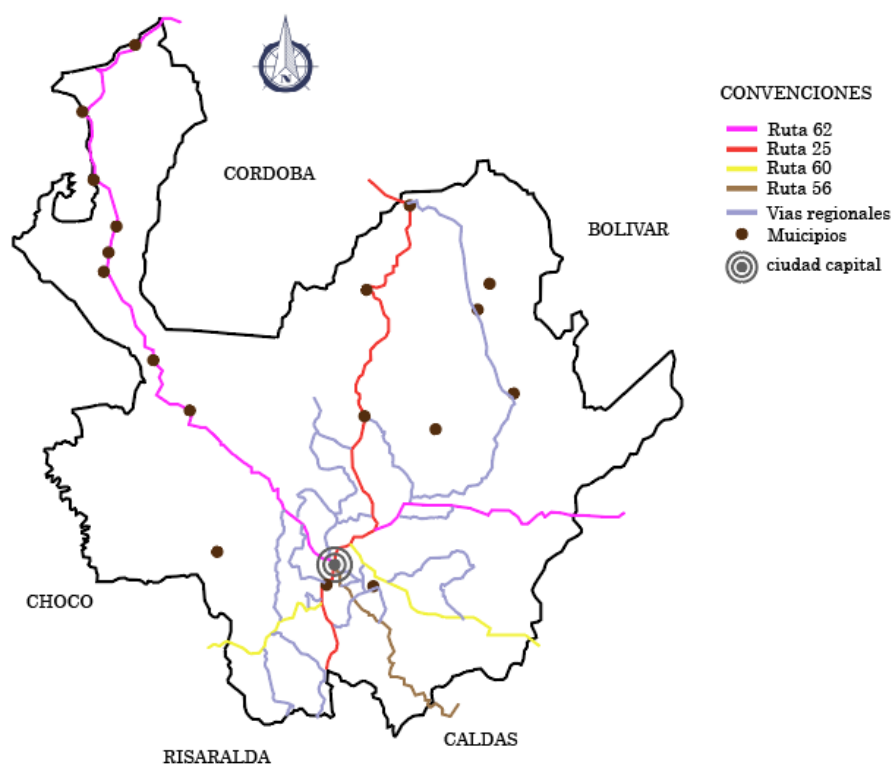 N
CORDOBA
BOLIVAR
CHOCO
RISARALDA
CALDAS
CONVENCIONES
Ruta 62
Ruta 25
Ruta 60
Ruta 56
Vias regionales
Muicipios
ciudad capital